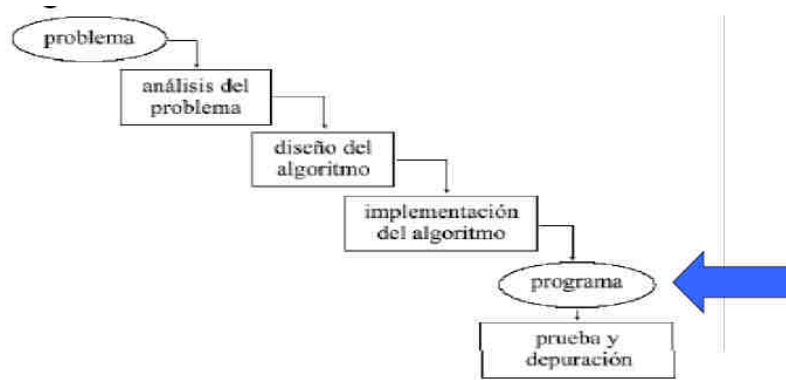 problema
análisis del
problema
diseño del
algoritmo
implementación
del algoritmo
programa
prueba y
depuración